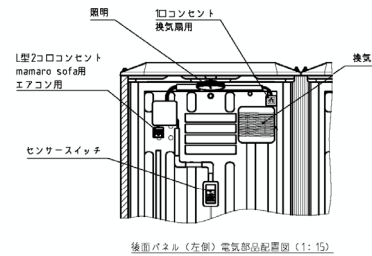 照明
1口コンセント
換気扇用
L型2コ口コンセント
mamaro sofa用
エアコン用
換気
センサースイッチ
後面パネル（左側）電気部品配置図（1：15）